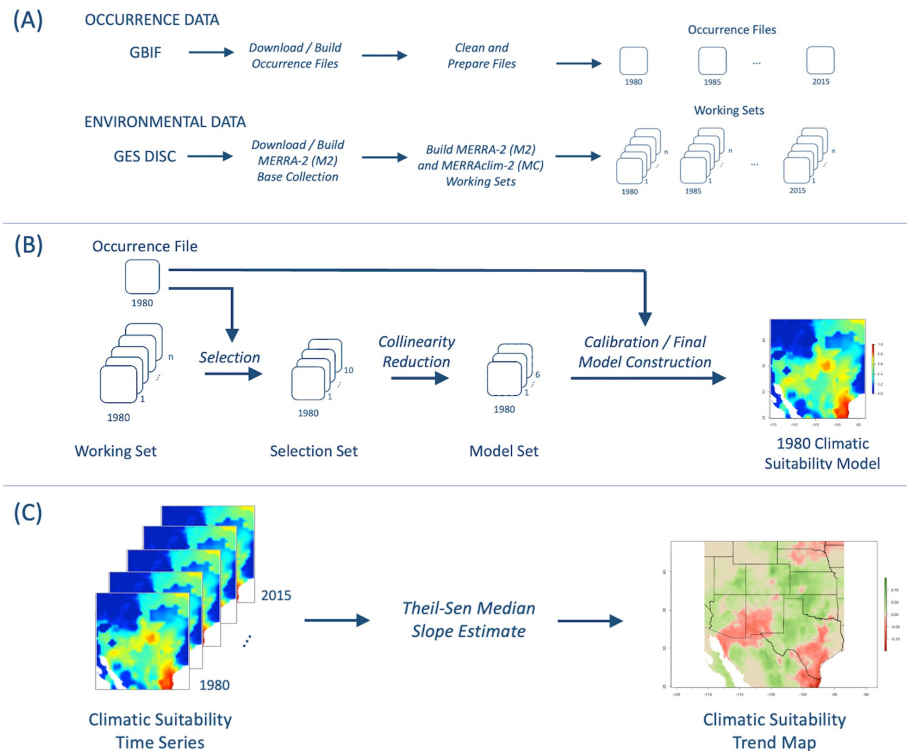 (A)
OCCURRENCE DATA
GBIF
Download / Build
Occurrence Files
Clean and
Prepare Files
Occurrence Files
1980
1985
...
2015
ENVIRONMENTAL DATA
GES DISC
Download / Build
MERRA-2 (M2)
Base Collection
Build MERRA-2 (M2)
and MERRAclim-2 (MC)
Working Sets
Working Sets
n
n
...
n
1
1
1
1980
1985
2015
(B)
Occurrence File
1980
n
1
1980
Working Set
Selection
10
1
1980
Selection Set
Collinearity
Reduction
6
1
1980
Model Set
Calibration / Final
Model Construction
1980 Climatic
Suitability Model
(C)
2015
1980
Climatic Suitability
Time Series
Theil-Sen Median
Slope Estimate
Climatic Suitability
Trend Map